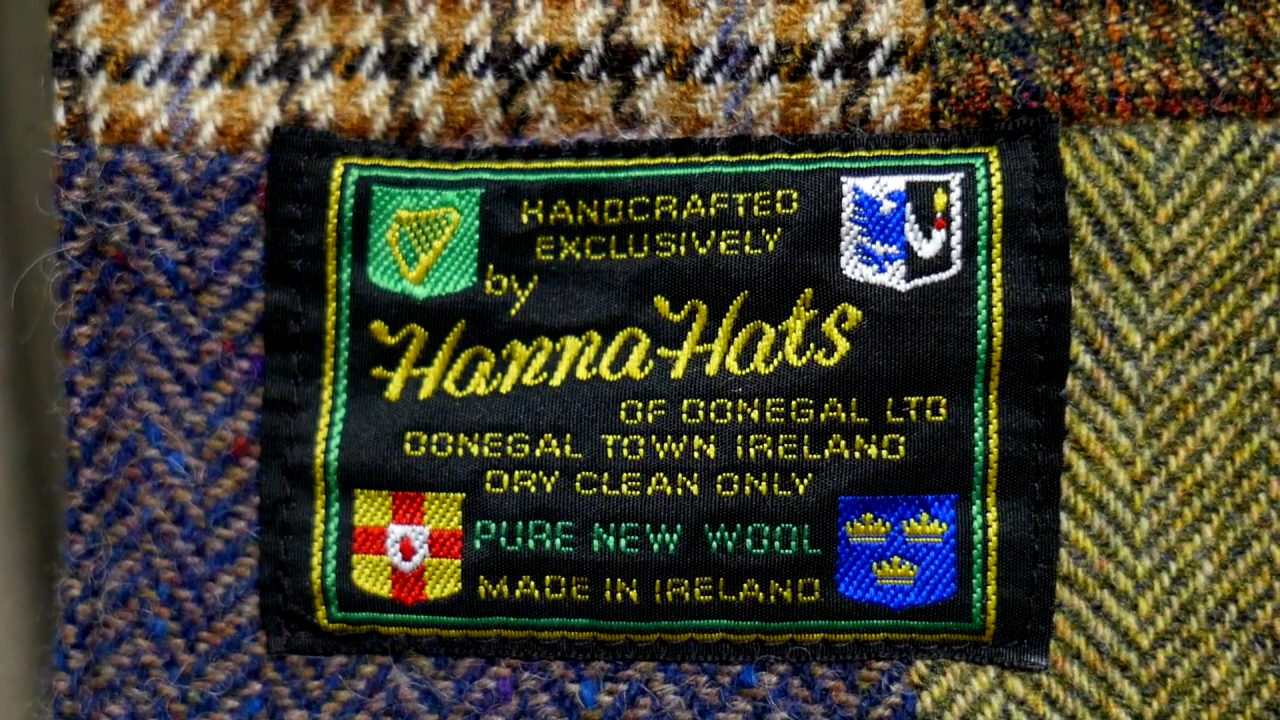 HANDCRAFTED
EXCLUSIVELY
by
Hanna Hats
OF DONEGAL LTD
DONEGAL TOWN IRELAND
DRY CLEAN ONLY
PURE NEW WOOL
MADE IN IRELAND